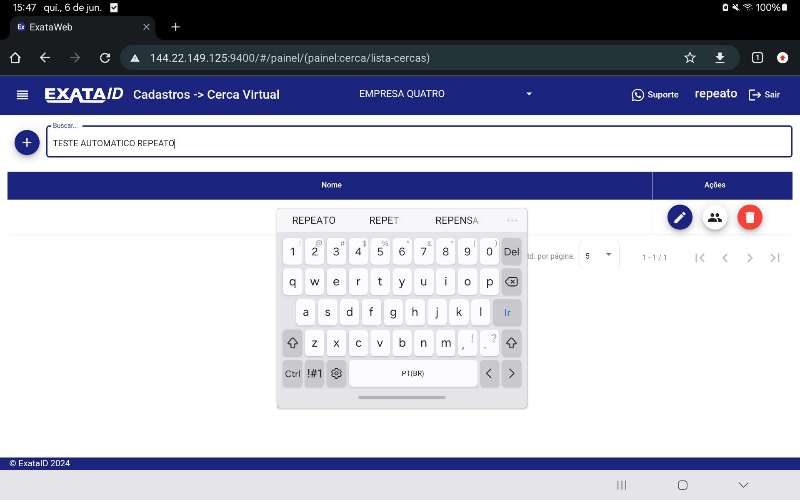 15:47 qui., 6 de jun. 100%
Ex ExataWeb
144.22.149.125:9400/#/painel/(painel:cerca/lista-cercas) 1
EXATAID Cadastros -> Cerca Virtual EMPRESA QUATRO Suporte repeato Sair
Buscar...
TESTE AUTOMATICO REPEATO
Nome Ações
REPEATO REPET REPENSA ...
1 2 3 4 5 6 7 8 9 0 Del
td. por página: 5 1 - 1 / 1
q w e r t y u i o p
a s d f g h j k l Ir
z x c v b n m , ! . ?
Ctrl !#1 PT(BR) < >
© ExataID 2024